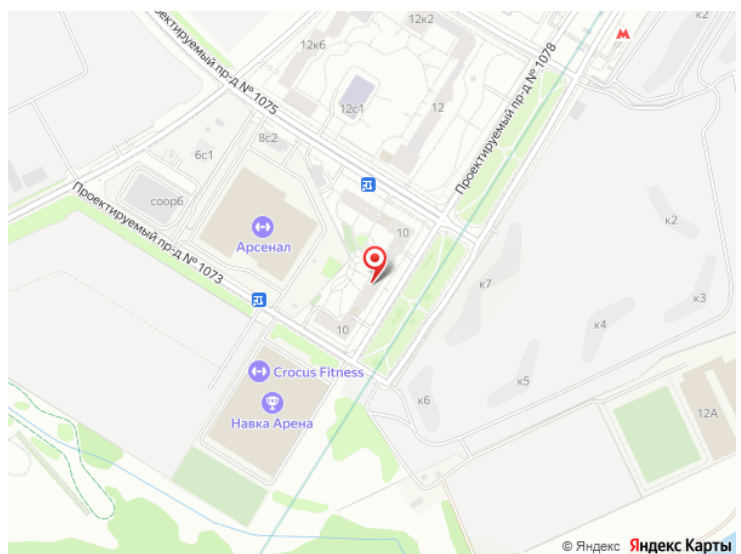 12к2
к2
12к6
Проектируемый пр-д № 1075
Проектируемый пр-д № 1078
12с1
12
8с2
6с1
сооруб
Проектируемый пр-д № 1073
Арсенал
10
к2
к7
к3
10
к4
Crocus Fitness
к5
Навка Арена
к6
12А
© Яндекс Яндекс Карты